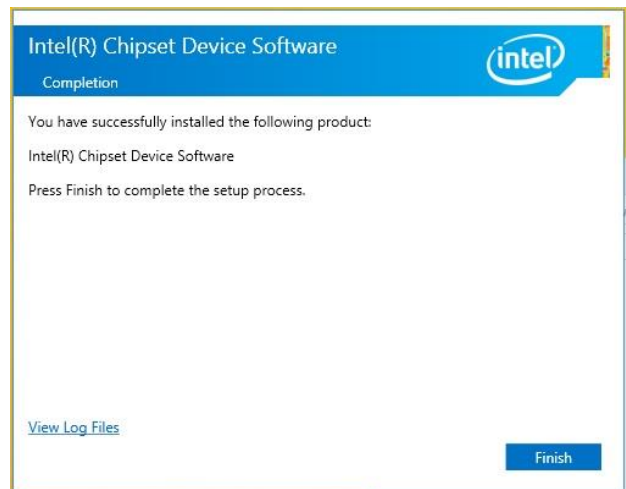 Intel(R) Chipset Device Software
intel
Completion
You have successfully installed the following product:
Intel(R) Chipset Device Software
Press Finish to complete the setup process.
View Log Files
Finish